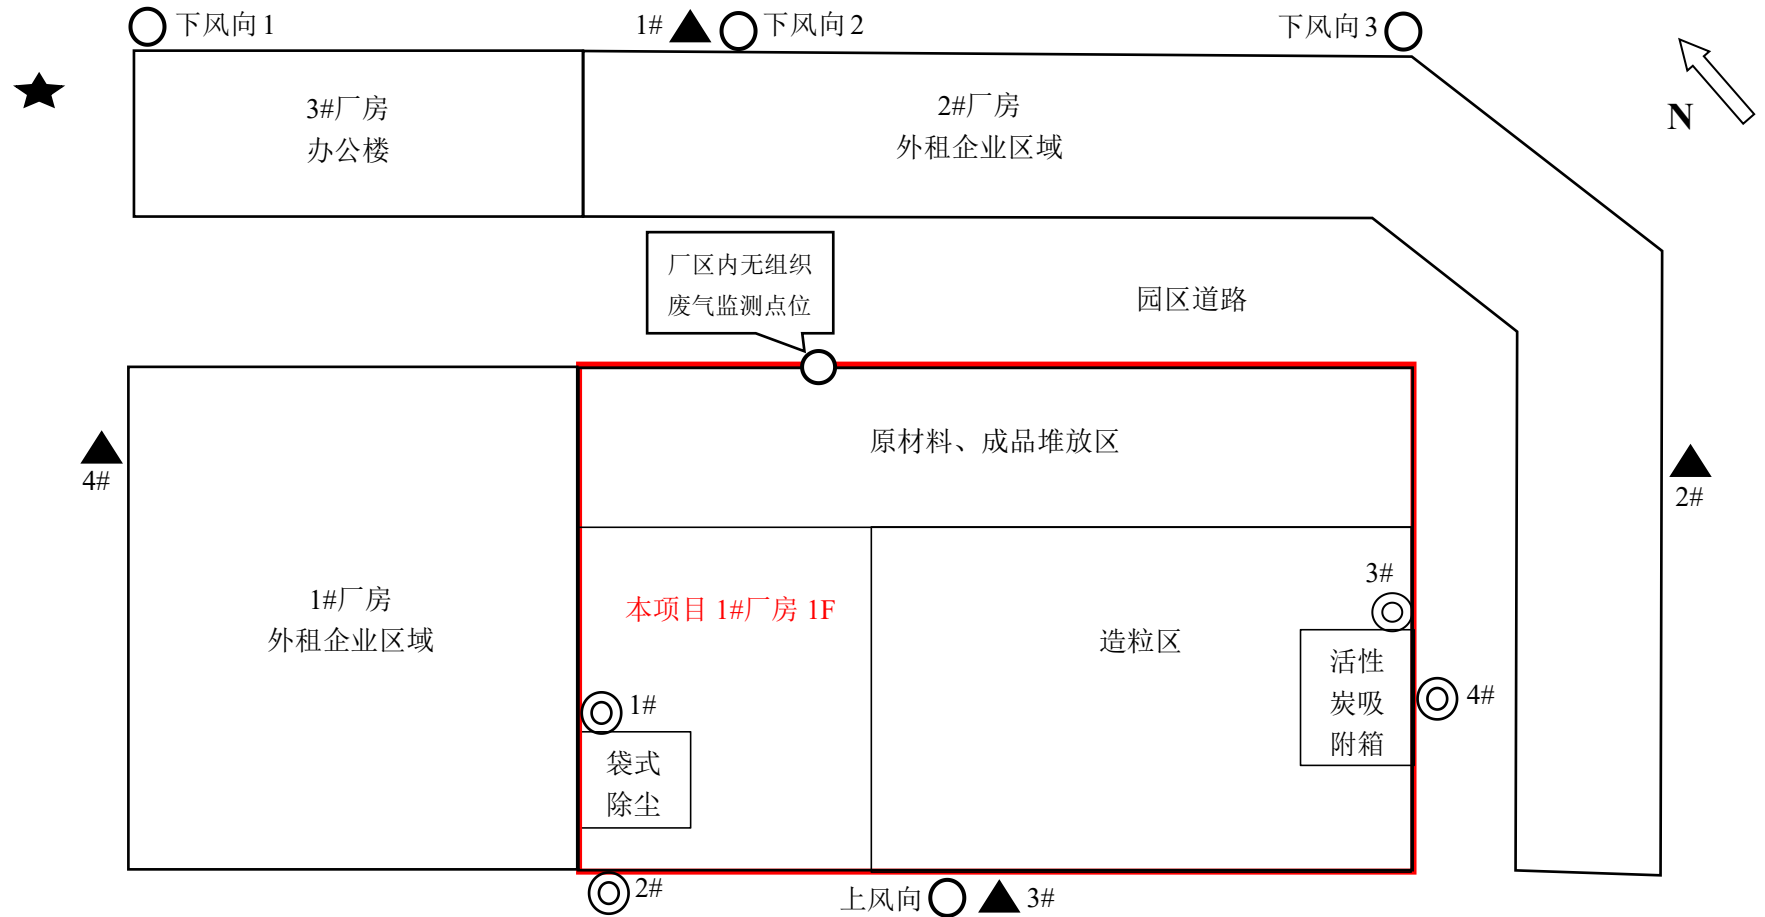 下风向 1
1#
下风向 2
下风向 3
3#厂房
办公楼
2#厂房
外租企业区域
N
厂区内无组织
废气监测点位
园区道路
原材料、成品堆放区
4#
2#
1#厂房
外租企业区域
本项目 1#厂房 1F
造粒区
3#
活性
炭吸
附箱
4#
1#
袋式
除尘
2#
上风向
3#